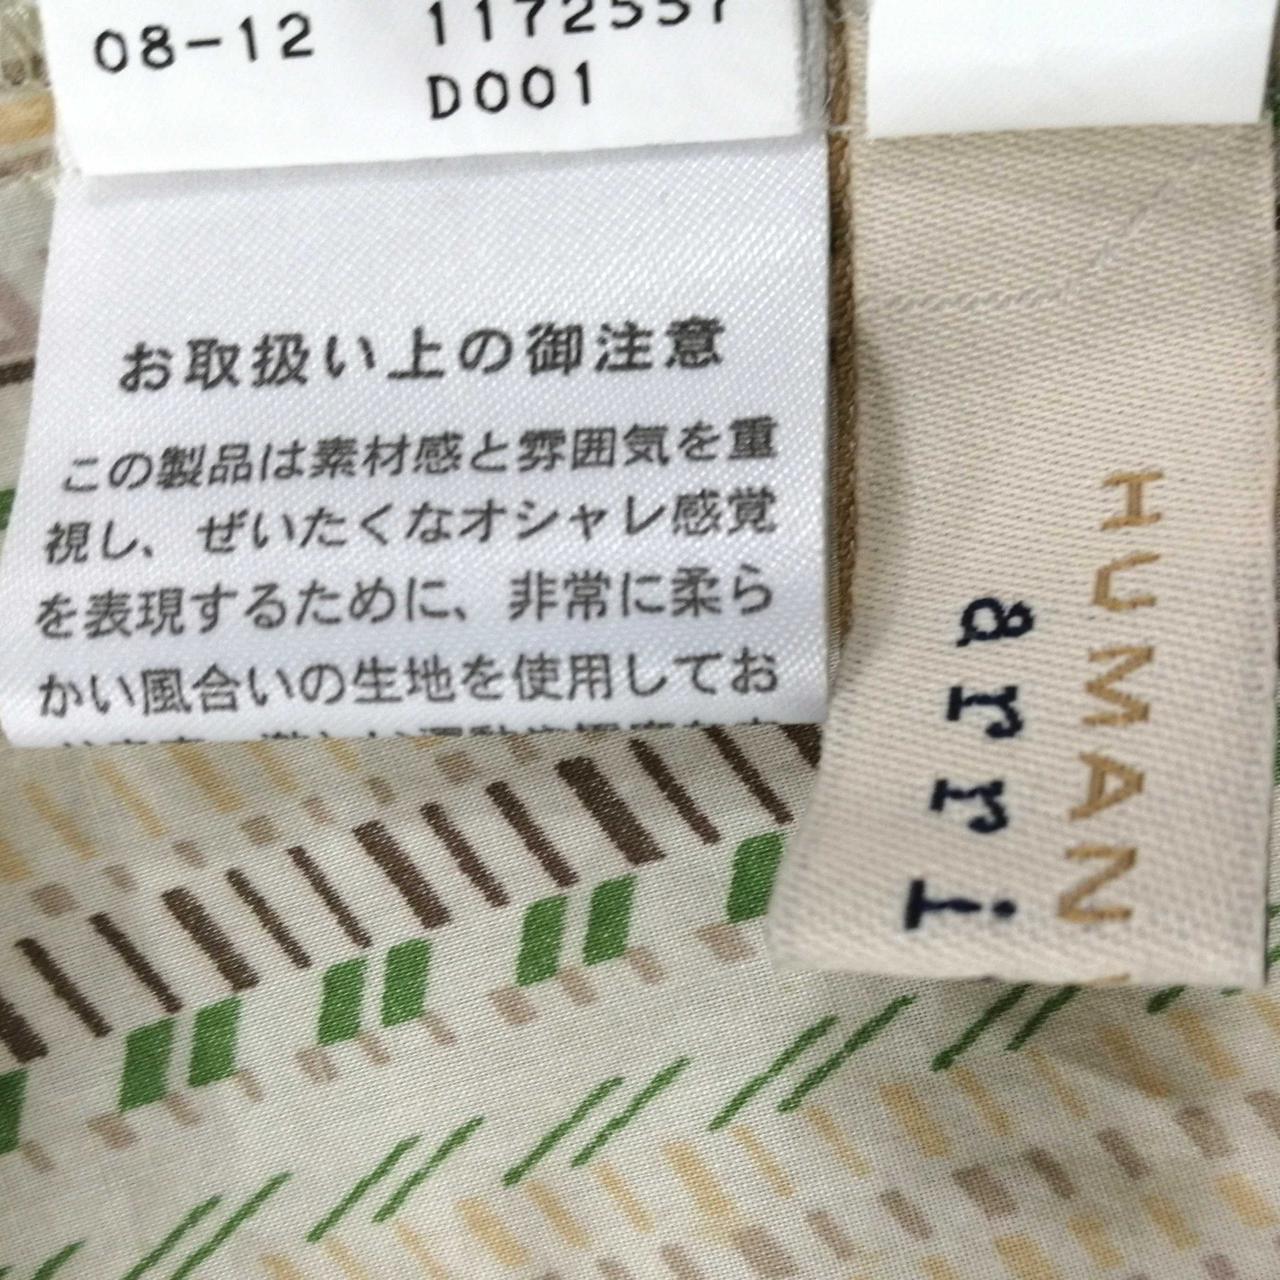 08-12 1172557
D001
お取扱い上の御注意
この製品は素材感と雰囲気を重
視し、ぜいたくなオシャレ感覚
を表現するために、非常に柔ら
かい風合いの生地を使用してお
HUMAN
arri